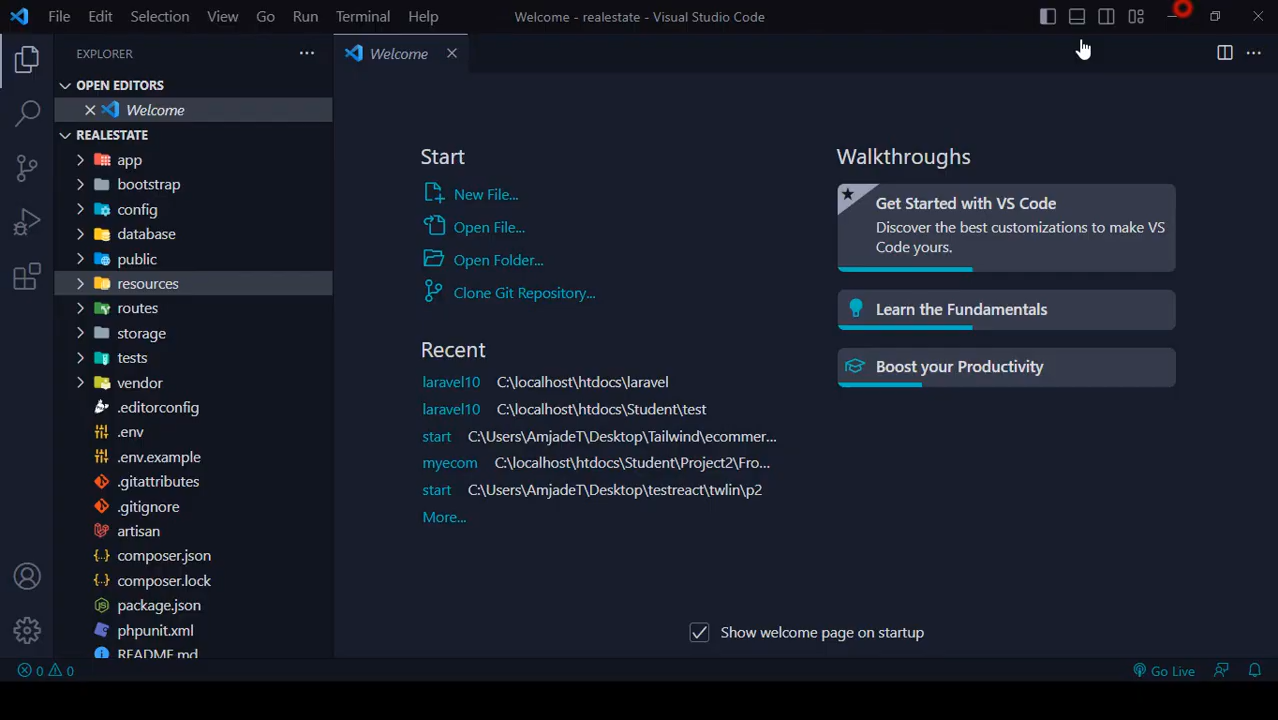 File Edit Selection View Go Run Terminal Help Welcome - realestate - Visual Studio Code
EXPLORER
Welcome
OPEN EDITORS
Welcome
REALESTATE
app
bootstrap
config
database
public
resources
routes
storage
tests
vendor
.editorconfig
.env
.env.example
.gitattributes
.gitignore
artisan
composer.json
composer.lock
package.json
phpunit.xml
README.md
Start
New File...
Open File...
Open Folder...
Clone Git Repository...
Recent
laravel10 C:\localhost\htdocs\laravel
laravel10 C:\localhost\htdocs\Student\test
start C:\Users\AmjadeT\Desktop\Tailwind\ecommer...
myecom C:\localhost\htdocs\Student\Project2\Fro...
start C:\Users\AmjadeT\Desktop\testreact\twlin\p2
More...
Walkthroughs
Get Started with VS Code
Discover the best customizations to make VS
Code yours.
Learn the Fundamentals
Boost your Productivity
Show welcome page on startup
0 0 Go Live